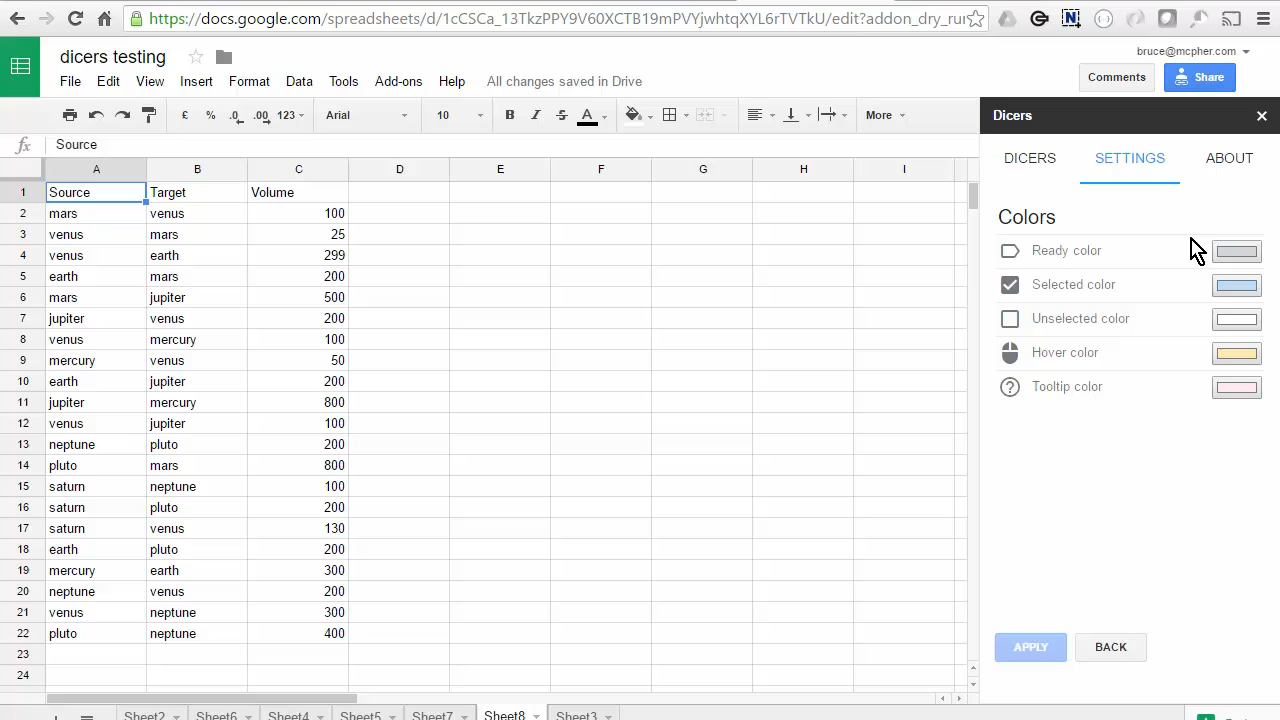 https://docs.google.com/spreadsheets/d/1cCSca_13TkzPPY9V60XCTB19mPVYjwhtqXYL6rTVTkU/edit?addon_dry_run
dicers testing
bruce@mcpher.com
File Edit View Insert Format Data Tools Add-ons Help All changes saved in Drive
Comments Share
£ % .0 .00 123 Arial 10 B I S A More
Dicers
fx Source
DICERS SETTINGS ABOUT
A B C D E F G H I
1 Source Target Volume
2 mars venus 100
3 venus mars 25
4 venus earth 299
5 earth mars 200
6 mars jupiter 500
7 jupiter venus 200
8 venus mercury 100
9 mercury venus 50
10 earth jupiter 200
11 jupiter mercury 800
12 venus jupiter 100
13 neptune pluto 200
14 pluto mars 800
15 saturn neptune 100
16 saturn pluto 200
17 saturn venus 130
18 earth pluto 200
19 mercury earth 300
20 neptune venus 200
21 venus neptune 300
22 pluto neptune 400
23
24
Colors
Ready color
Selected color
Unselected color
Hover color
Tooltip color
APPLY BACK
Sheet2 Sheet6 Sheet4 Sheet5 Sheet7 Sheet8 Sheet3